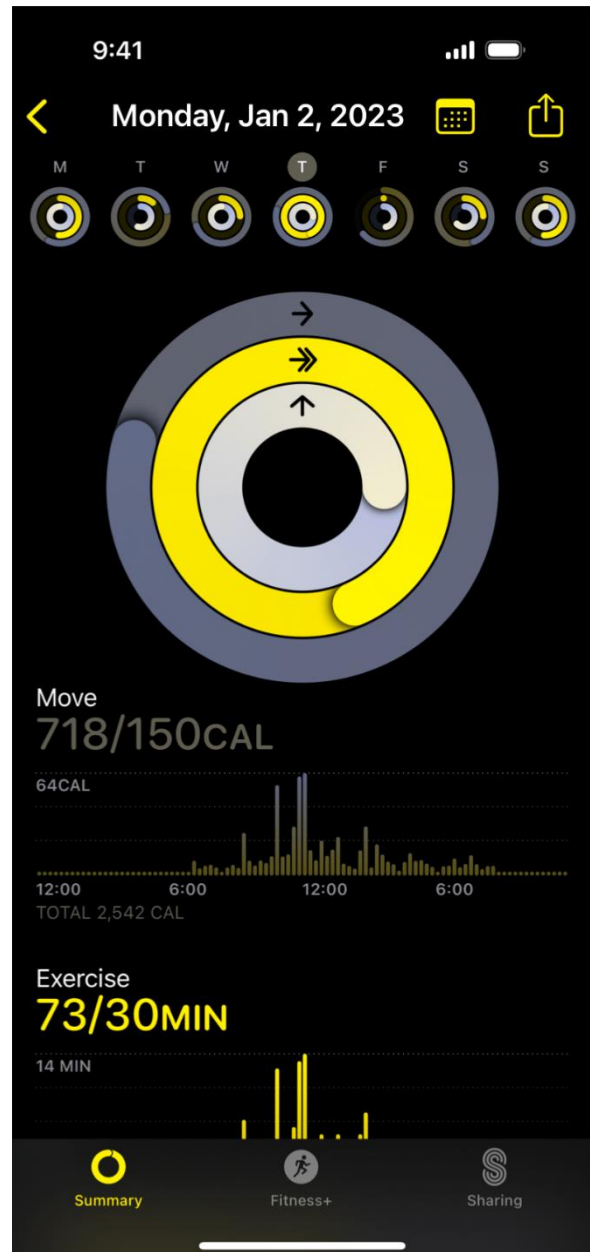 9:41
Monday, Jan 2, 2023
M T W T F S S
Move
718/150CAL
64CAL
12:00 6:00 12:00 6:00
TOTAL 2,542 CAL
Exercise
73/30MIN
14 MIN
Summary Fitness+ Sharing